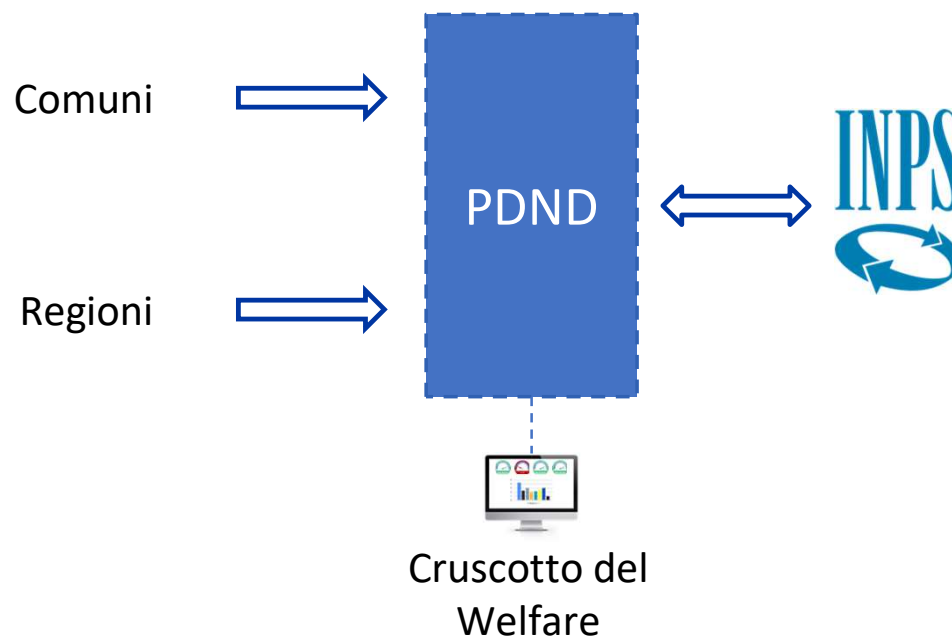 Comuni
PDND
INPS
Regioni
Cruscotto del
Welfare